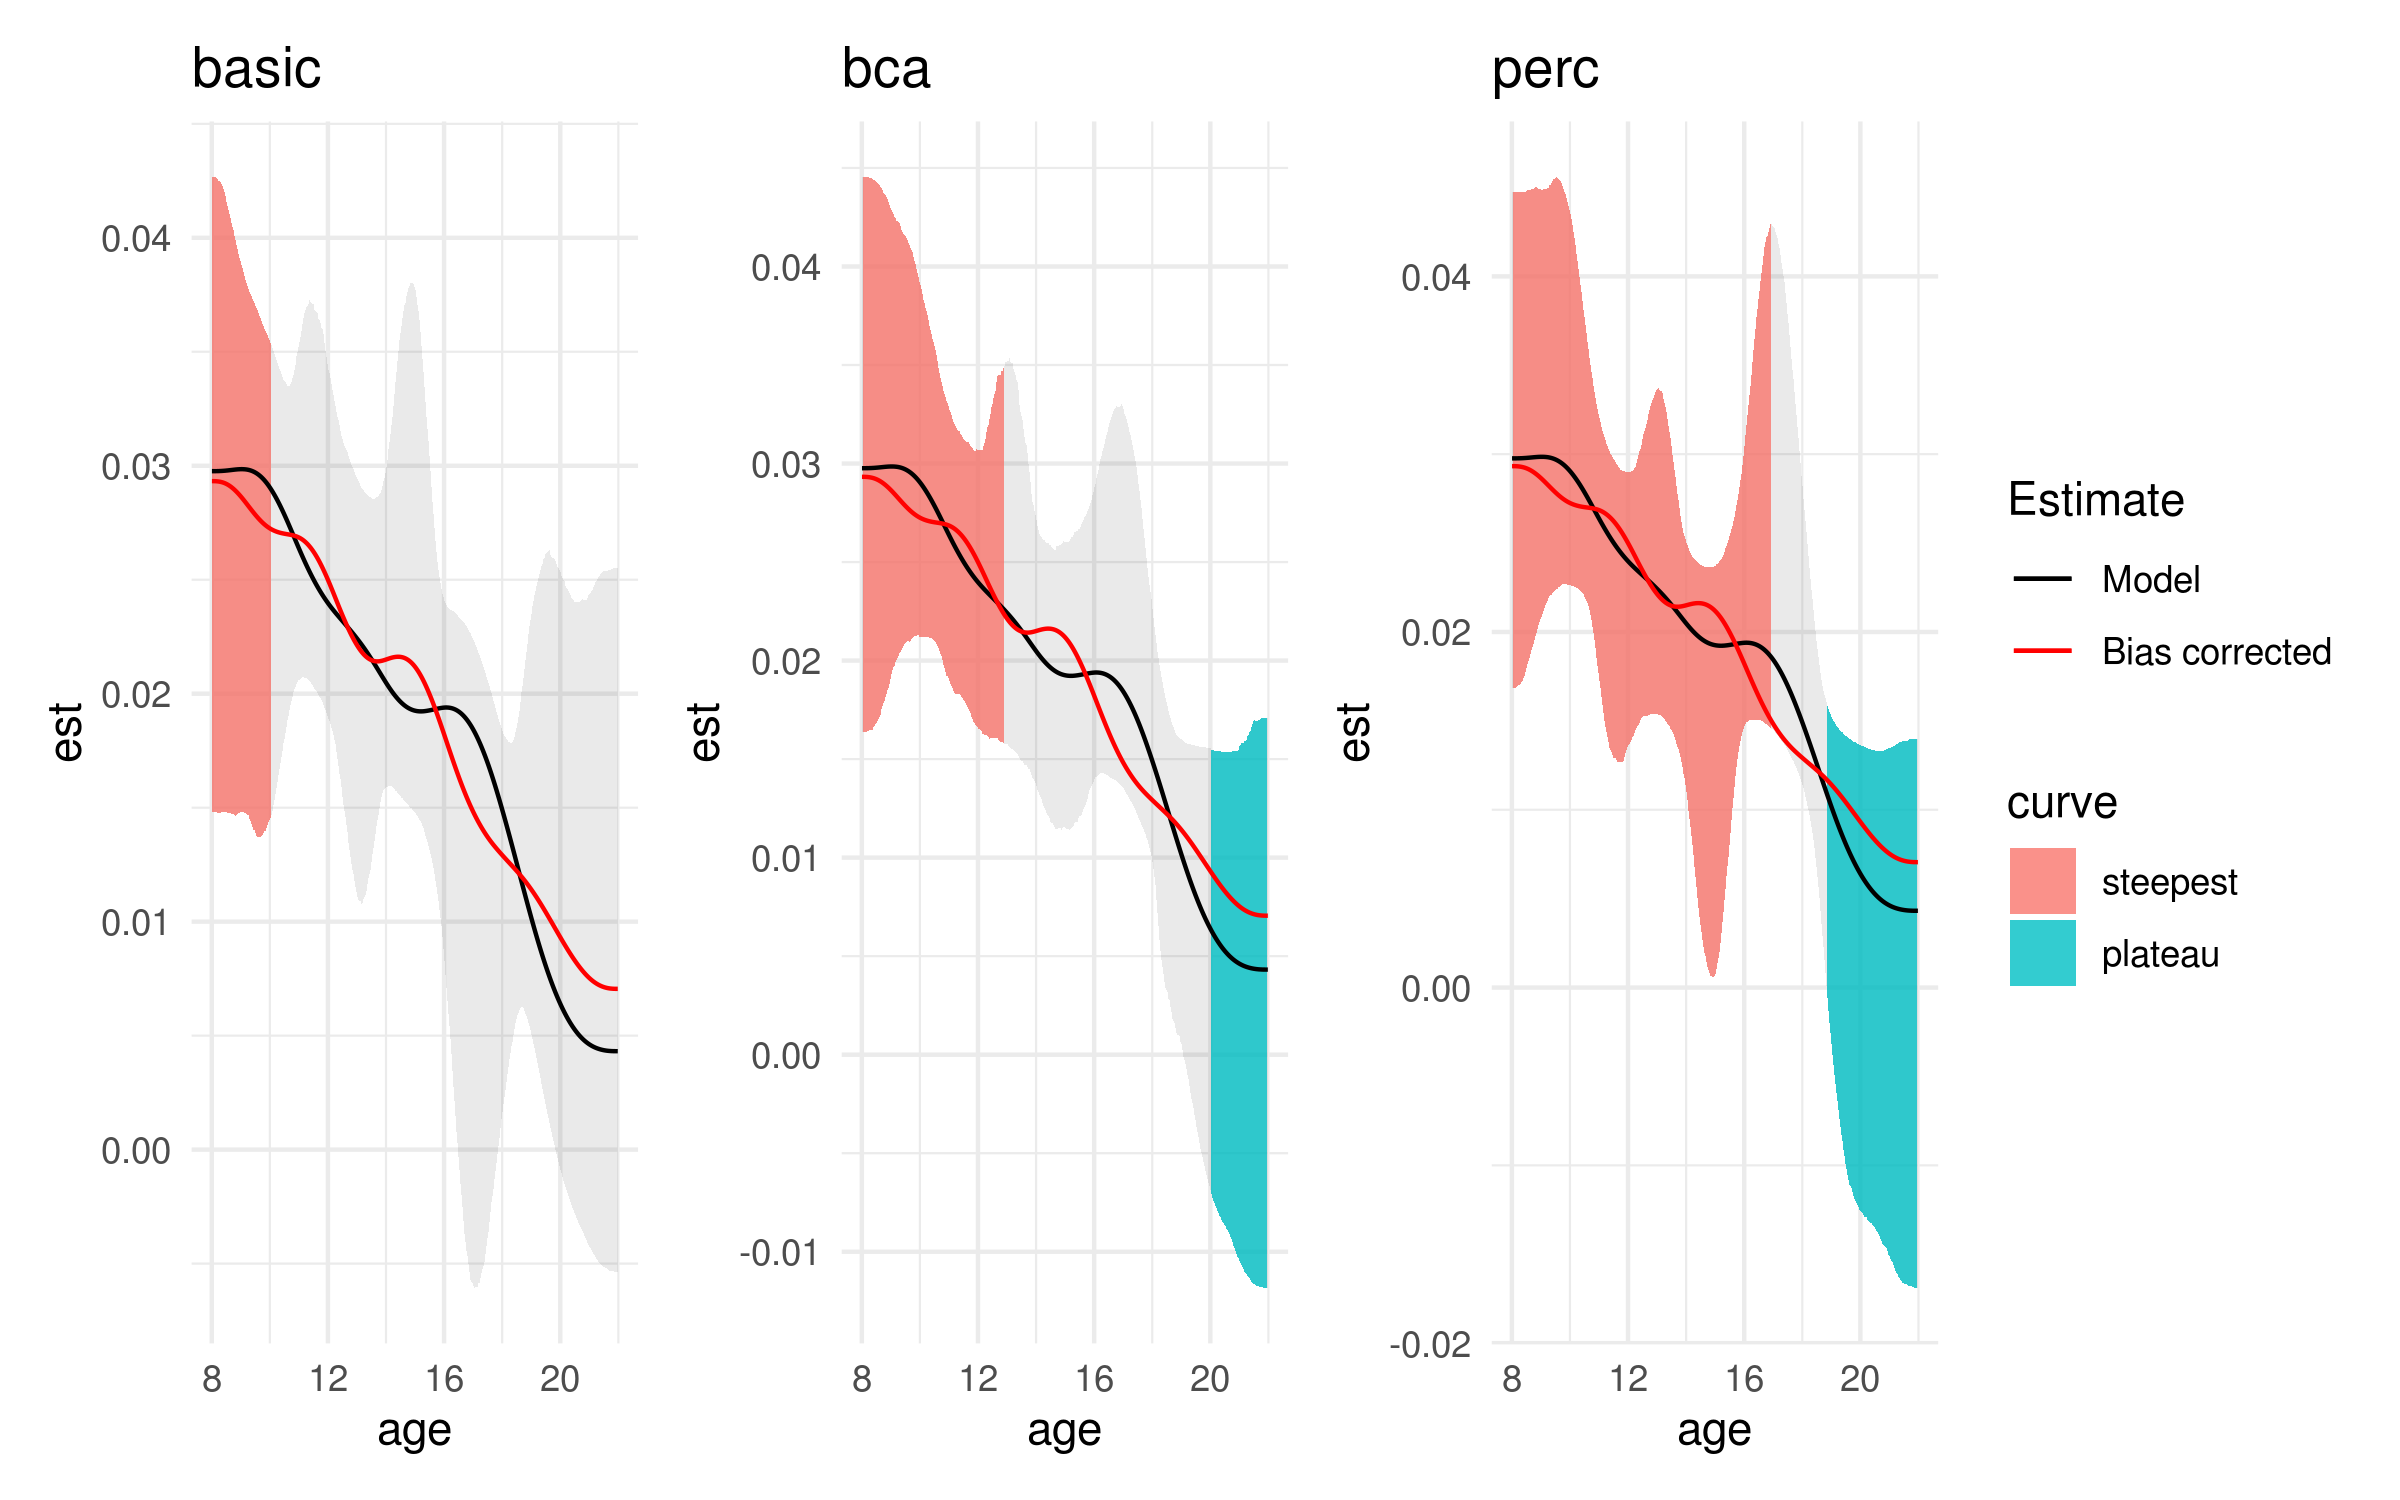 basic
bca
perc
0.04
0.03
0.02
0.01
0.00
est
8 12 16 20
age
0.04
0.03
0.02
0.01
0.00
-0.01
est
8 12 16 20
age
0.04
0.02
0.00
-0.02
est
8 12 16 20
age
Estimate
Model
Bias corrected
curve
steepest
plateau